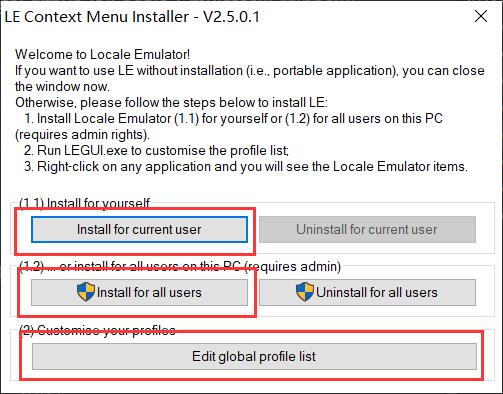 LE Context Menu Installer - V2.5.0.1
Welcome to Locale Emulator!
If you want to use LE without installation (i.e., portable application), you can close
the window now.
Otherwise, please follow the steps below to install LE:
1. Install Locale Emulator (1.1) for yourself or (1.2) for all users on this PC
(requires admin rights).
2. Run LEGUI.exe to customise the profile list;
3. Right-click on any application and you will see the Locale Emulator items.
(1.1) Install for yourself
Install for current user
Uninstall for current user
(1.2) ... or install for all users on this PC (requires admin)
Install for all users
Uninstall for all users
(2) Customise your profiles
Edit global profile list